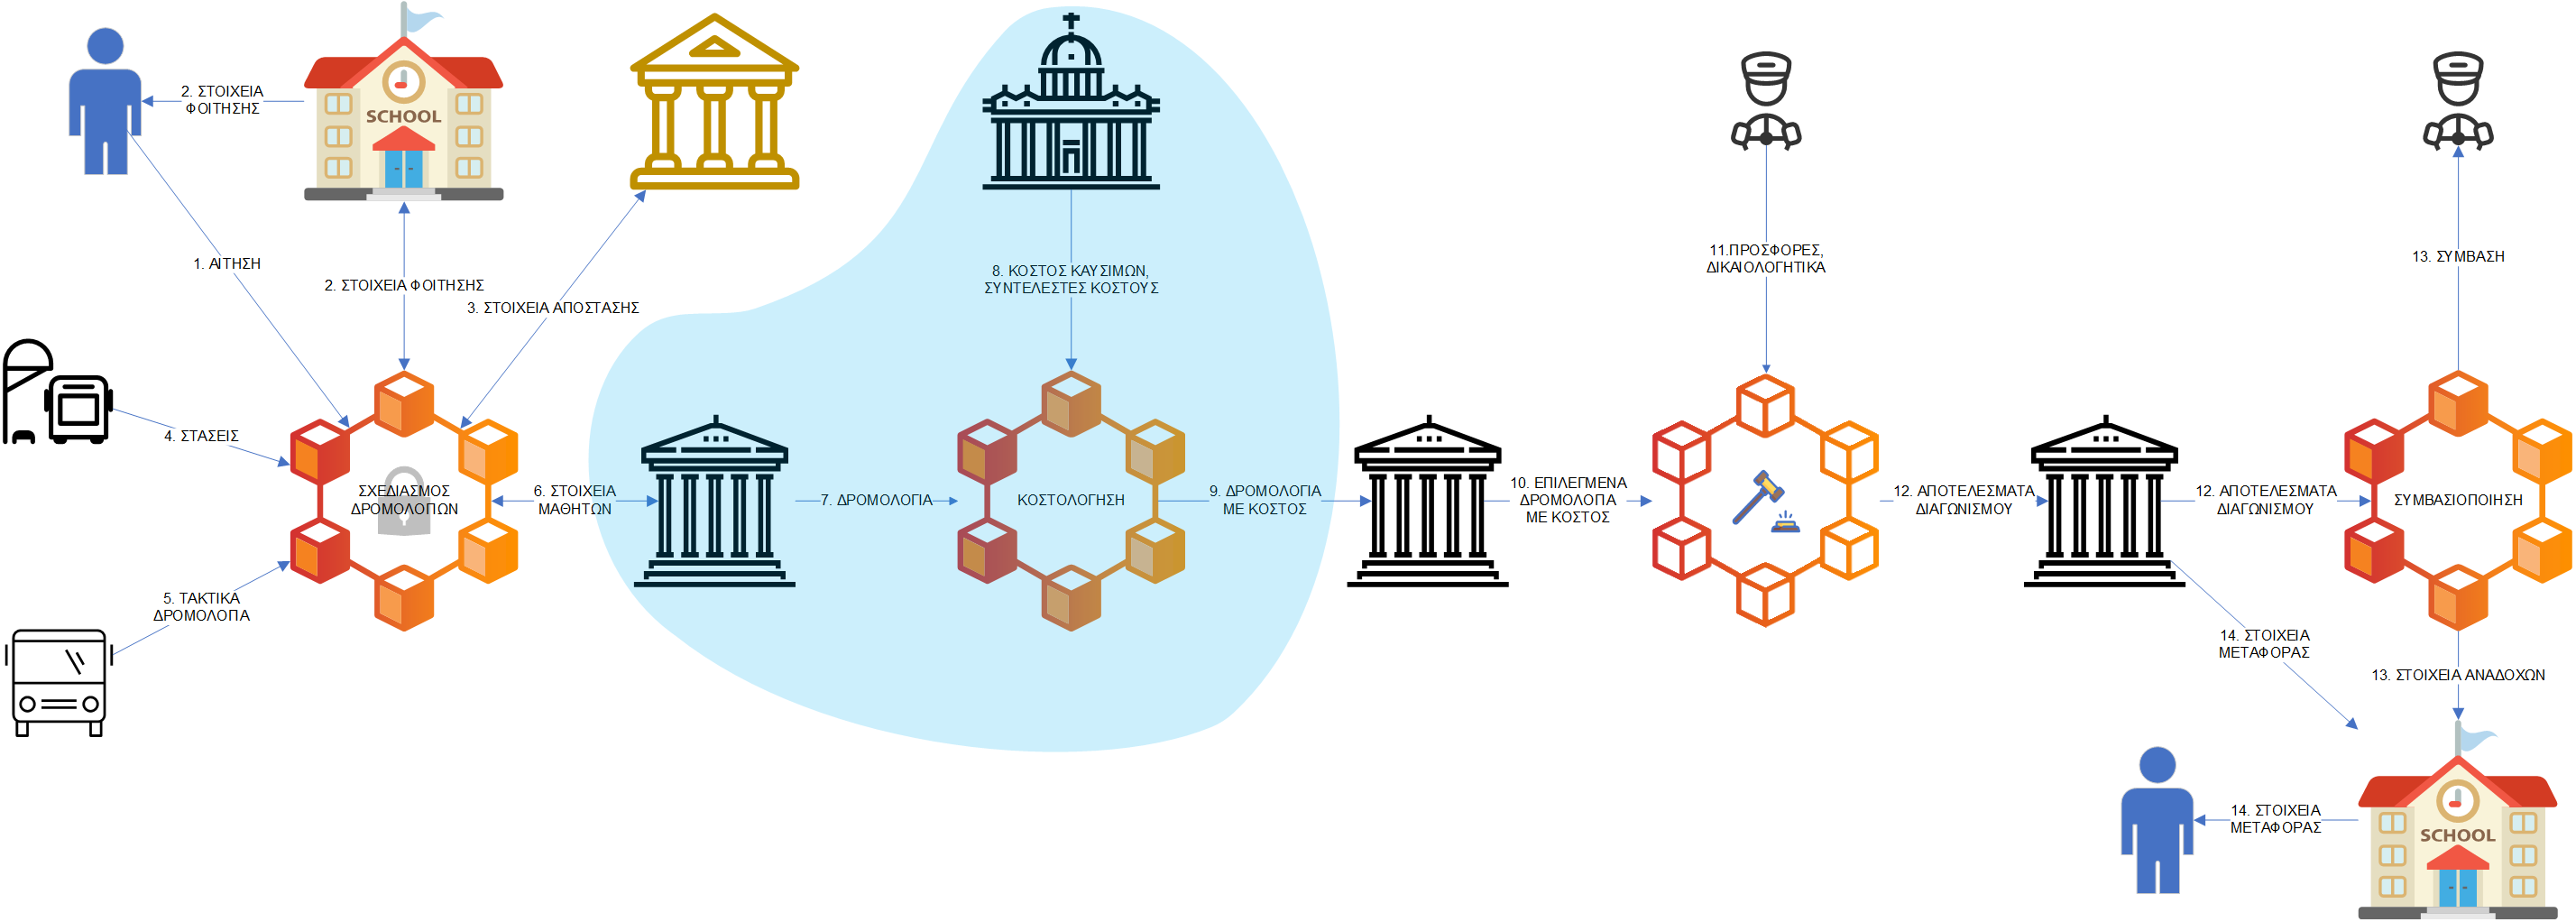 2. ΣΤΟΙΧΕΙΑ
ΦΟΙΤΗΣΗΣ
SCHOOL
1. ΑΙΤΗΣΗ
2. ΣΤΟΙΧΕΙΑ ΦΟΙΤΗΣΗΣ
3. ΣΤΟΙΧΕΙΑ ΑΠΟΣΤΑΣΗΣ
4. ΣΤΑΣΕΙΣ
5. ΤΑΚΤΙΚΑ
ΔΡΟΜΟΛΟΓΙΑ
ΣΧΕΔΙΑΣΜΟΣ
ΔΡΟΜΟΛΟΓΙΩΝ
6. ΣΤΟΙΧΕΙΑ
ΜΑΘΗΤΩΝ
7. ΔΡΟΜΟΛΟΓΙΑ
8. ΚΟΣΤΟΣ ΚΑΥΣΙΜΩΝ,
ΣΥΝΤΕΛΕΣΤΕΣ ΚΟΣΤΟΥΣ
ΚΟΣΤΟΛΟΓΗΣΗ
9. ΔΡΟΜΟΛΟΓΙΑ
ΜΕ ΚΟΣΤΟΣ
10. ΕΠΙΛΕΓΜΕΝΑ
ΔΡΟΜΟΛΟΓΙΑ
ΜΕ ΚΟΣΤΟΣ
11.ΠΡΟΣΦΟΡΕΣ,
ΔΙΚΑΙΟΛΟΓΗΤΙΚΑ
12. ΑΠΟΤΕΛΕΣΜΑΤΑ
ΔΙΑΓΩΝΙΣΜΟΥ
12. ΑΠΟΤΕΛΕΣΜΑΤΑ
ΔΙΑΓΩΝΙΣΜΟΥ
13. ΣΥΜΒΑΣΗ
ΣΥΜΒΑΣΙΟΠΟΙΗΣΗ
14. ΣΤΟΙΧΕΙΑ
ΜΕΤΑΦΟΡΑΣ
13. ΣΤΟΙΧΕΙΑ ΑΝΑΔΟΧΩΝ
14. ΣΤΟΙΧΕΙΑ
ΜΕΤΑΦΟΡΑΣ
SCHOOL